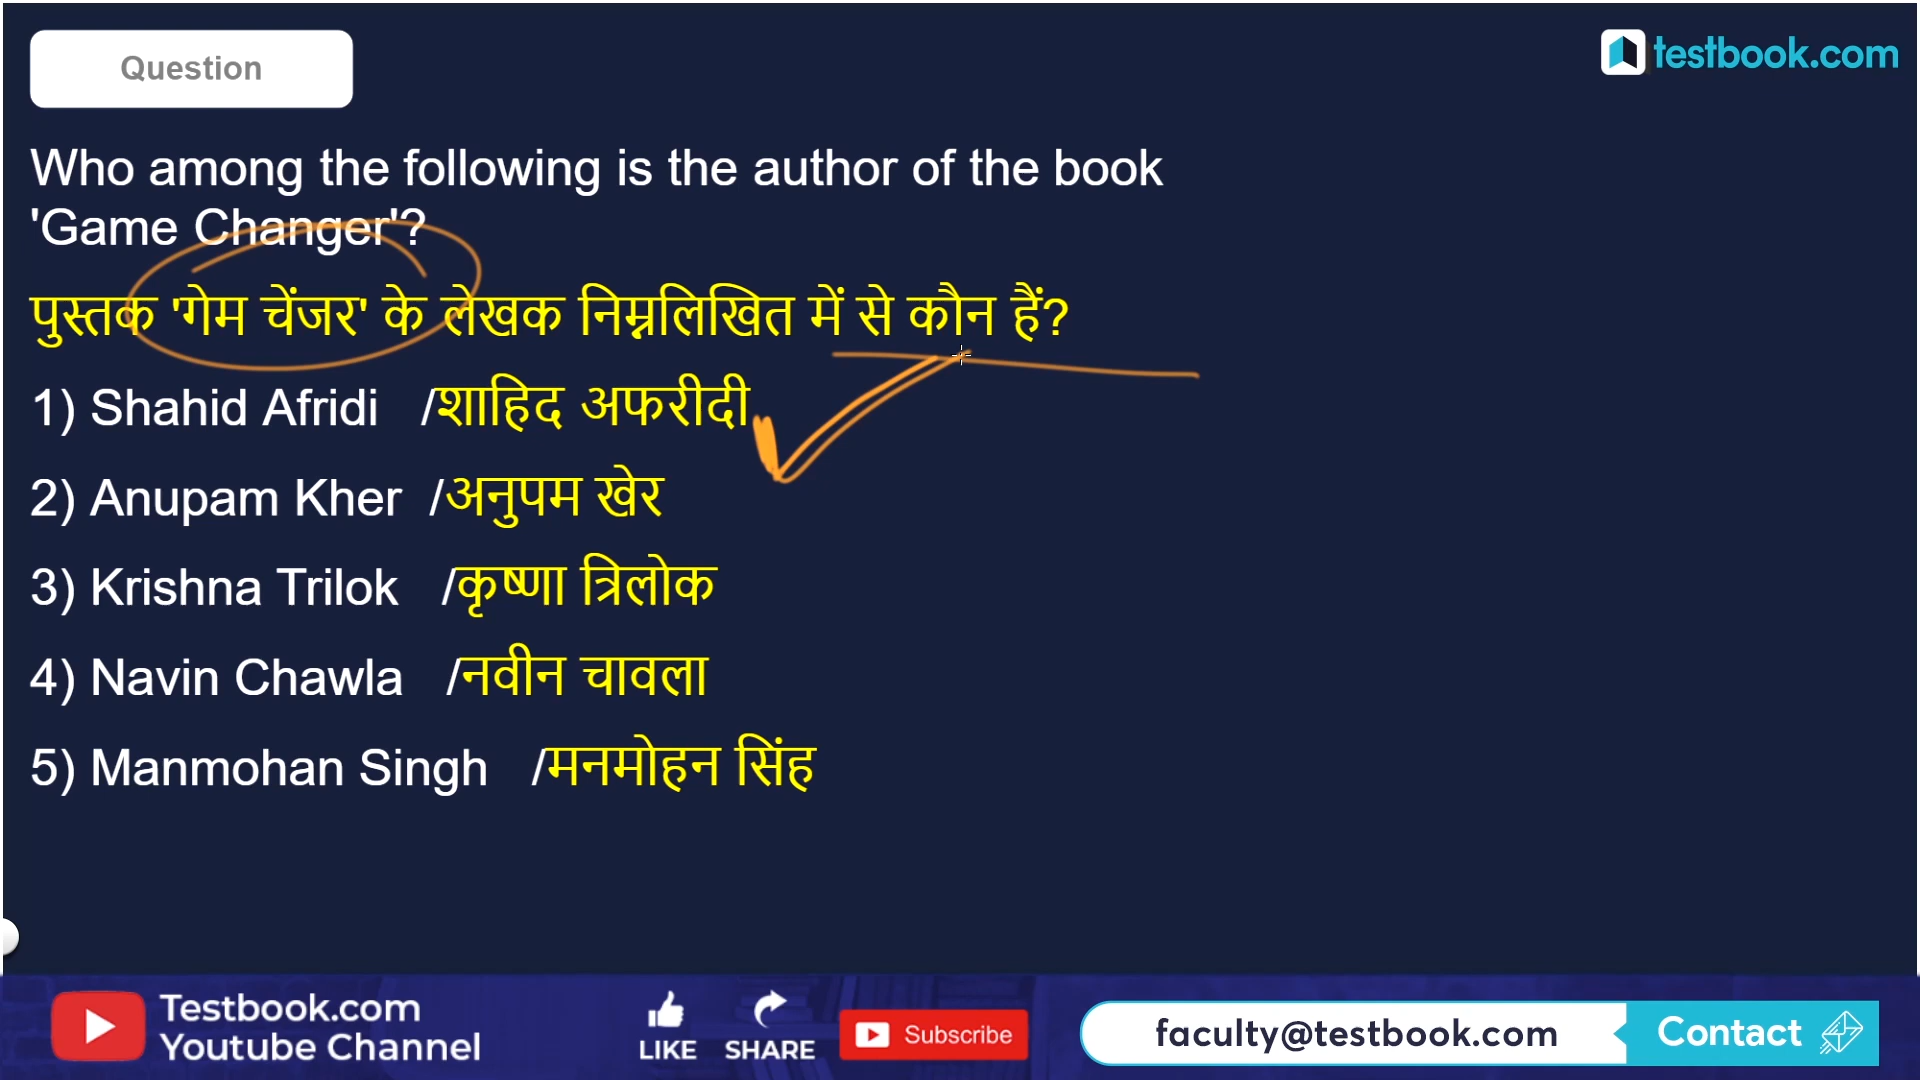 Question
testbook.com
Who among the following is the author of the book
'Game Changer'?
पुस्तक 'गेम चेंजर' के लेखक निम्नलिखित में से कौन हैं?
1) Shahid Afridi /शाहिद अफरीदी
2) Anupam Kher /अनुपम खेर
3) Krishna Trilok /कृष्णा त्रिलोक
4) Navin Chawla /नवीन चावला
5) Manmohan Singh /मनमोहन सिंह
Testbook.com
Youtube Channel
LIKE SHARE
Subscribe
faculty@testbook.com
Contact